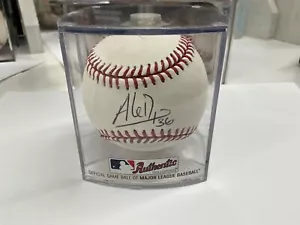 36
Authentic
OFFICIAL GAME BALL OF MAJOR LEAGUE BASEBALL®